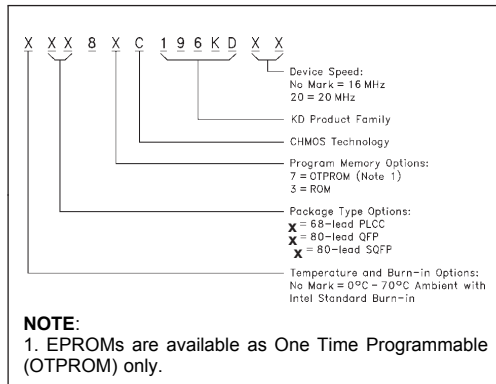 X XX 8 X C 196KD XX
Device Speed:
No Mark = 16 MHz
20 = 20 MHz
KD Product Family
CHMOS Technology
Program Memory Options:
7 = OTPROM (Note 1)
3 = ROM
Package Type Options:
x = 68-lead PLCC
x = 80-lead QFP
x = 80-lead SQFP
Temperature and Burn-in Options:
No Mark = 0°C - 70°C Ambient with
Intel Standard Burn-in
NOTE:
1. EPROMs are available as One Time Programmable
(OTPROM) only.